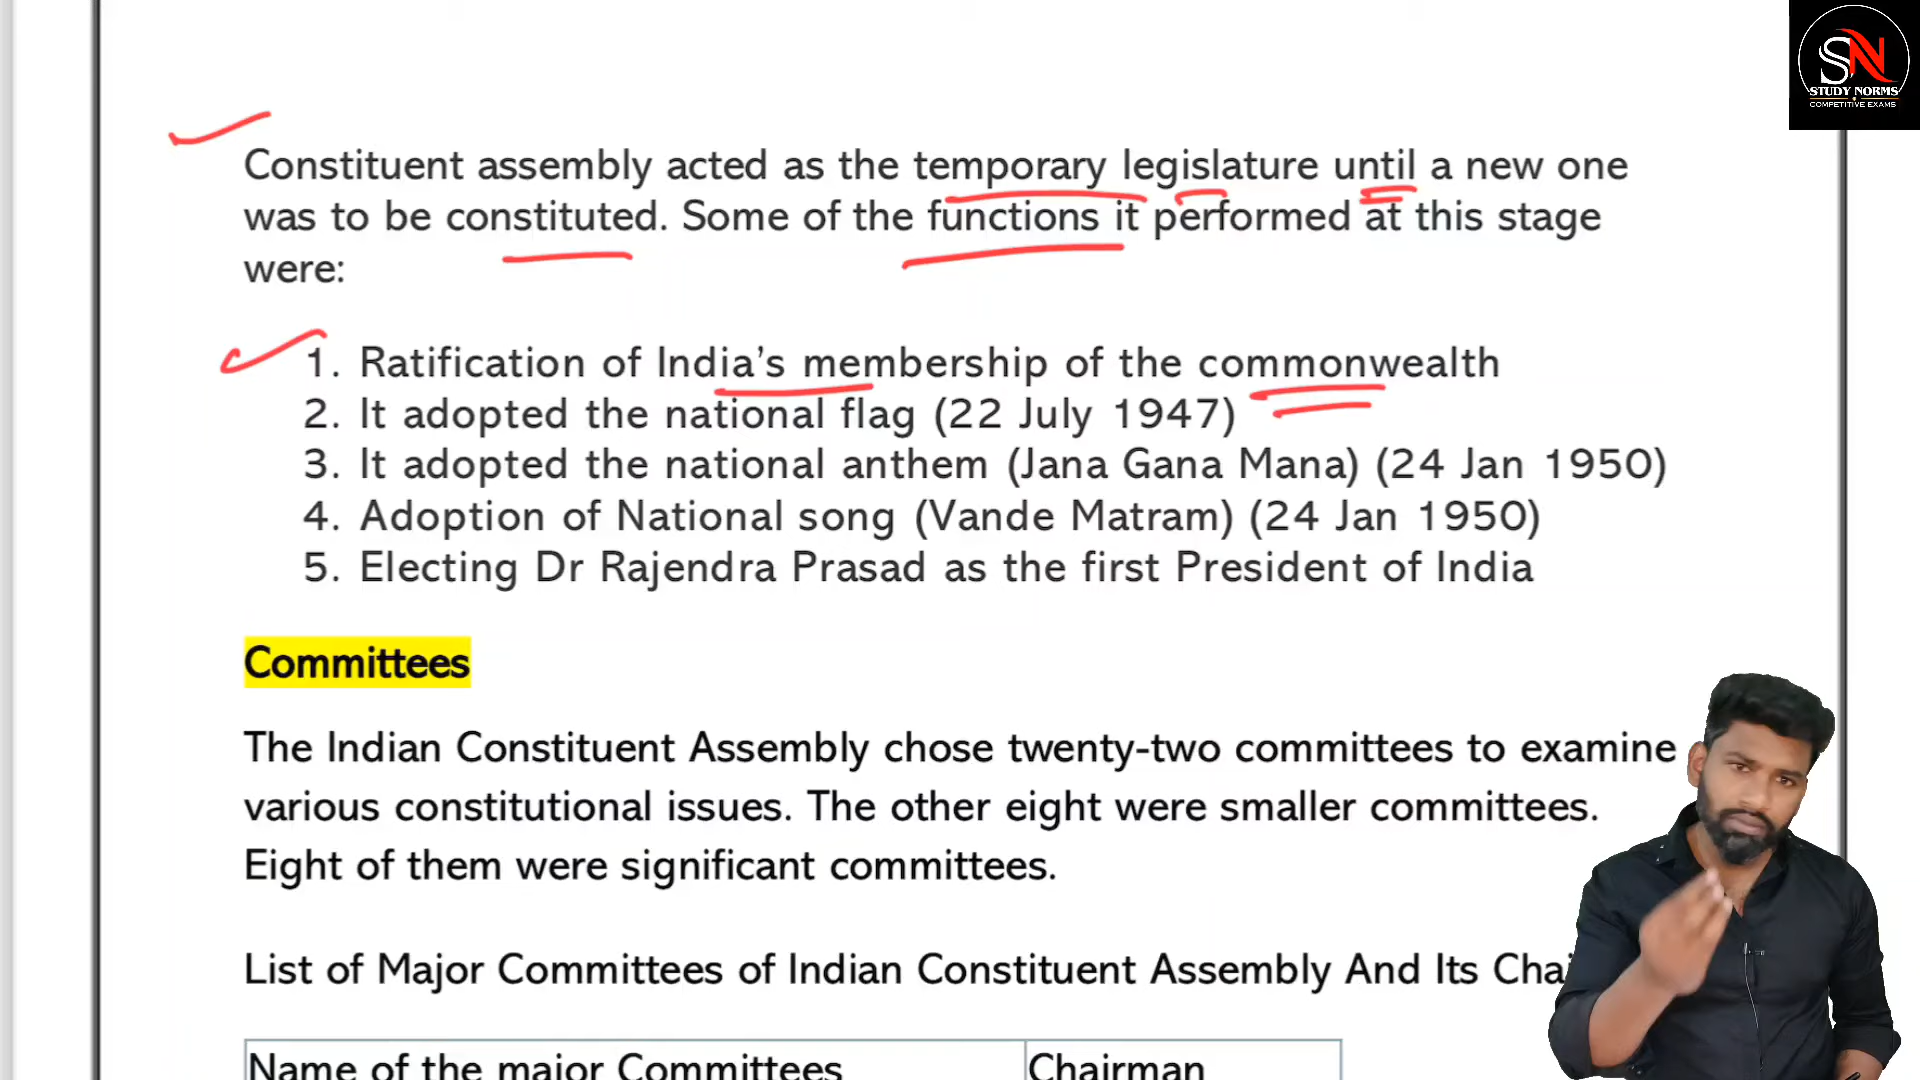 SN
STUDY NORMS
COMPETITIVE EXAMS
Constituent assembly acted as the temporary legislature until a new one
was to be constituted. Some of the functions it performed at this stage
were:
1. Ratification of India’s membership of the commonwealth
2. It adopted the national flag (22 July 1947)
3. It adopted the national anthem (Jana Gana Mana) (24 Jan 1950)
4. Adoption of National song (Vande Matram) (24 Jan 1950)
5. Electing Dr Rajendra Prasad as the first President of India
Committees
The Indian Constituent Assembly chose twenty-two committees to examine
various constitutional issues. The other eight were smaller committees.
Eight of them were significant committees.
List of Major Committees of Indian Constituent Assembly And Its Chai
Name of the major Committees
Chairman